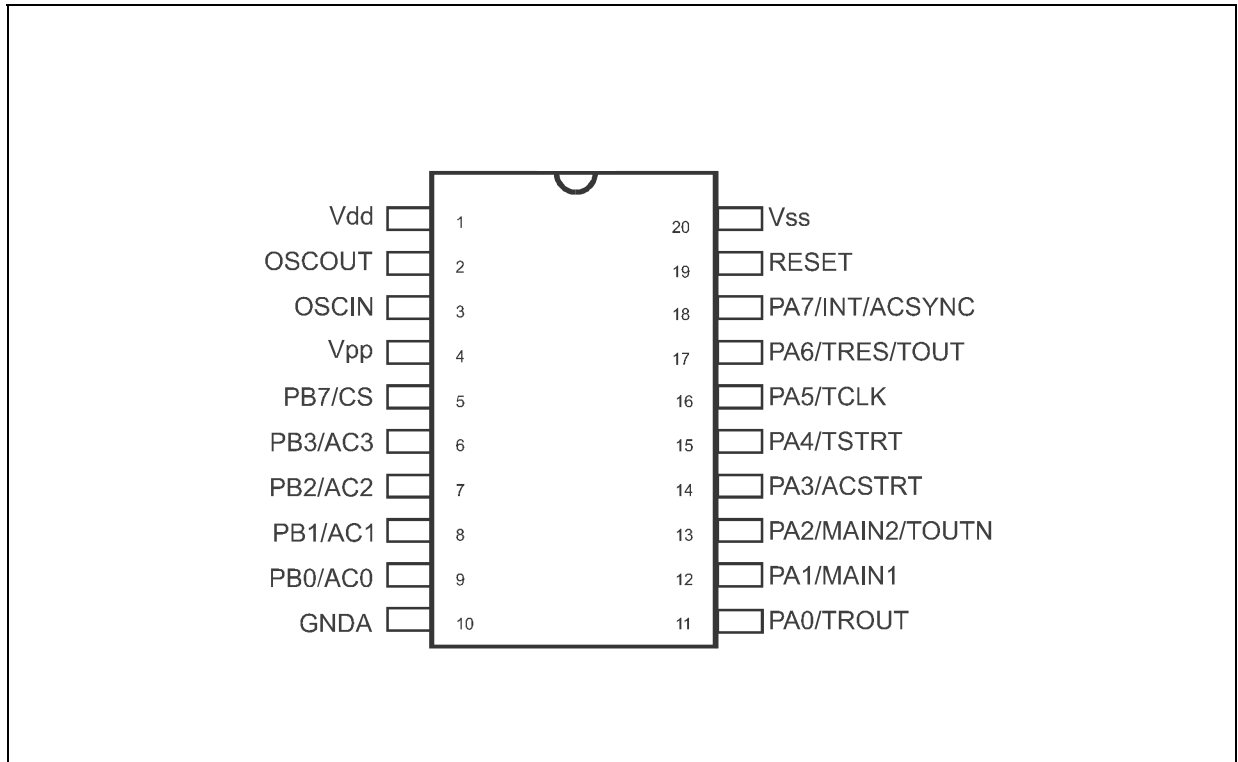 Vdd 1 20 Vss
OSCOUT 2 19 RESET
OSCIN 3 18 PA7/INT/ACSYNC
Vpp 4 17 PA6/TRES/TOUT
PB7/CS 5 16 PA5/TCLK
PB3/AC3 6 15 PA4/TSTRT
PB2/AC2 7 14 PA3/ACSTRT
PB1/AC1 8 13 PA2/MAIN2/TOUTN
PB0/AC0 9 12 PA1/MAIN1
GNDA 10 11 PA0/TROUT